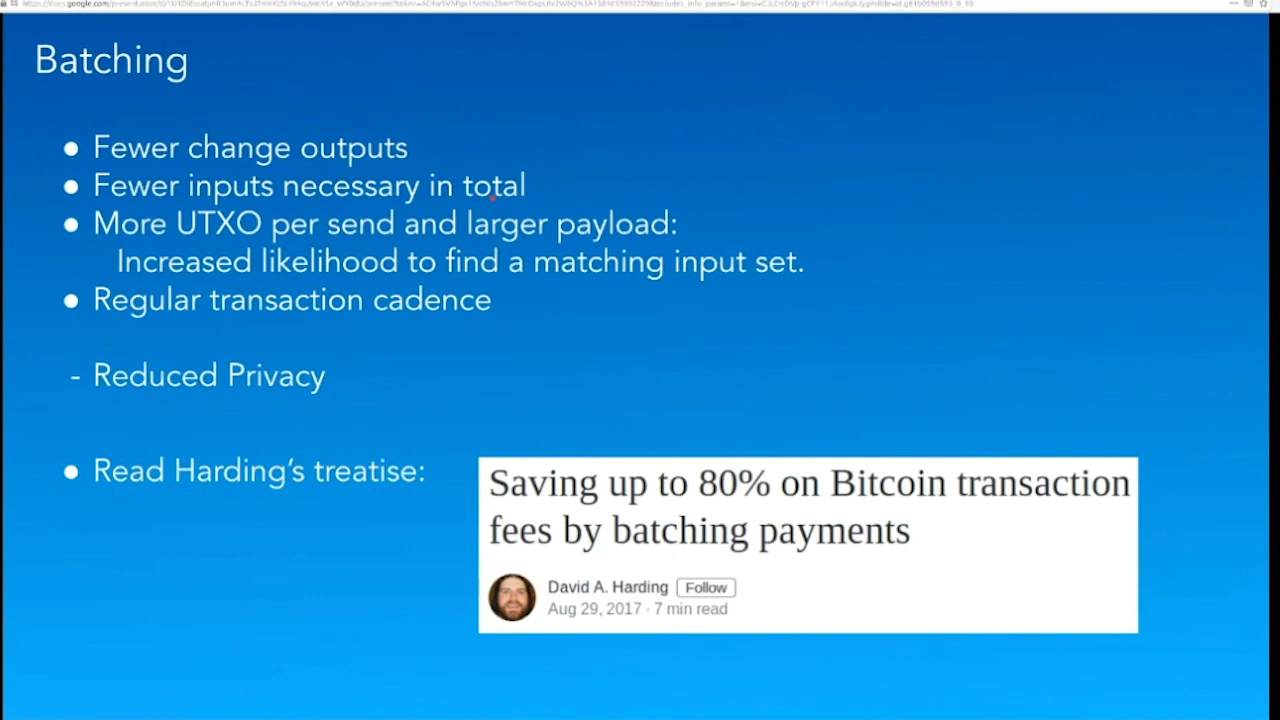 Batching
● Fewer change outputs
● Fewer inputs necessary in total
● More UTXO per send and larger payload:
Increased likelihood to find a matching input set.
● Regular transaction cadence
- Reduced Privacy
● Read Harding's treatise:
Saving up to 80% on Bitcoin transaction
fees by batching payments
David A. Harding Follow
Aug 29, 2017 · 7 min read